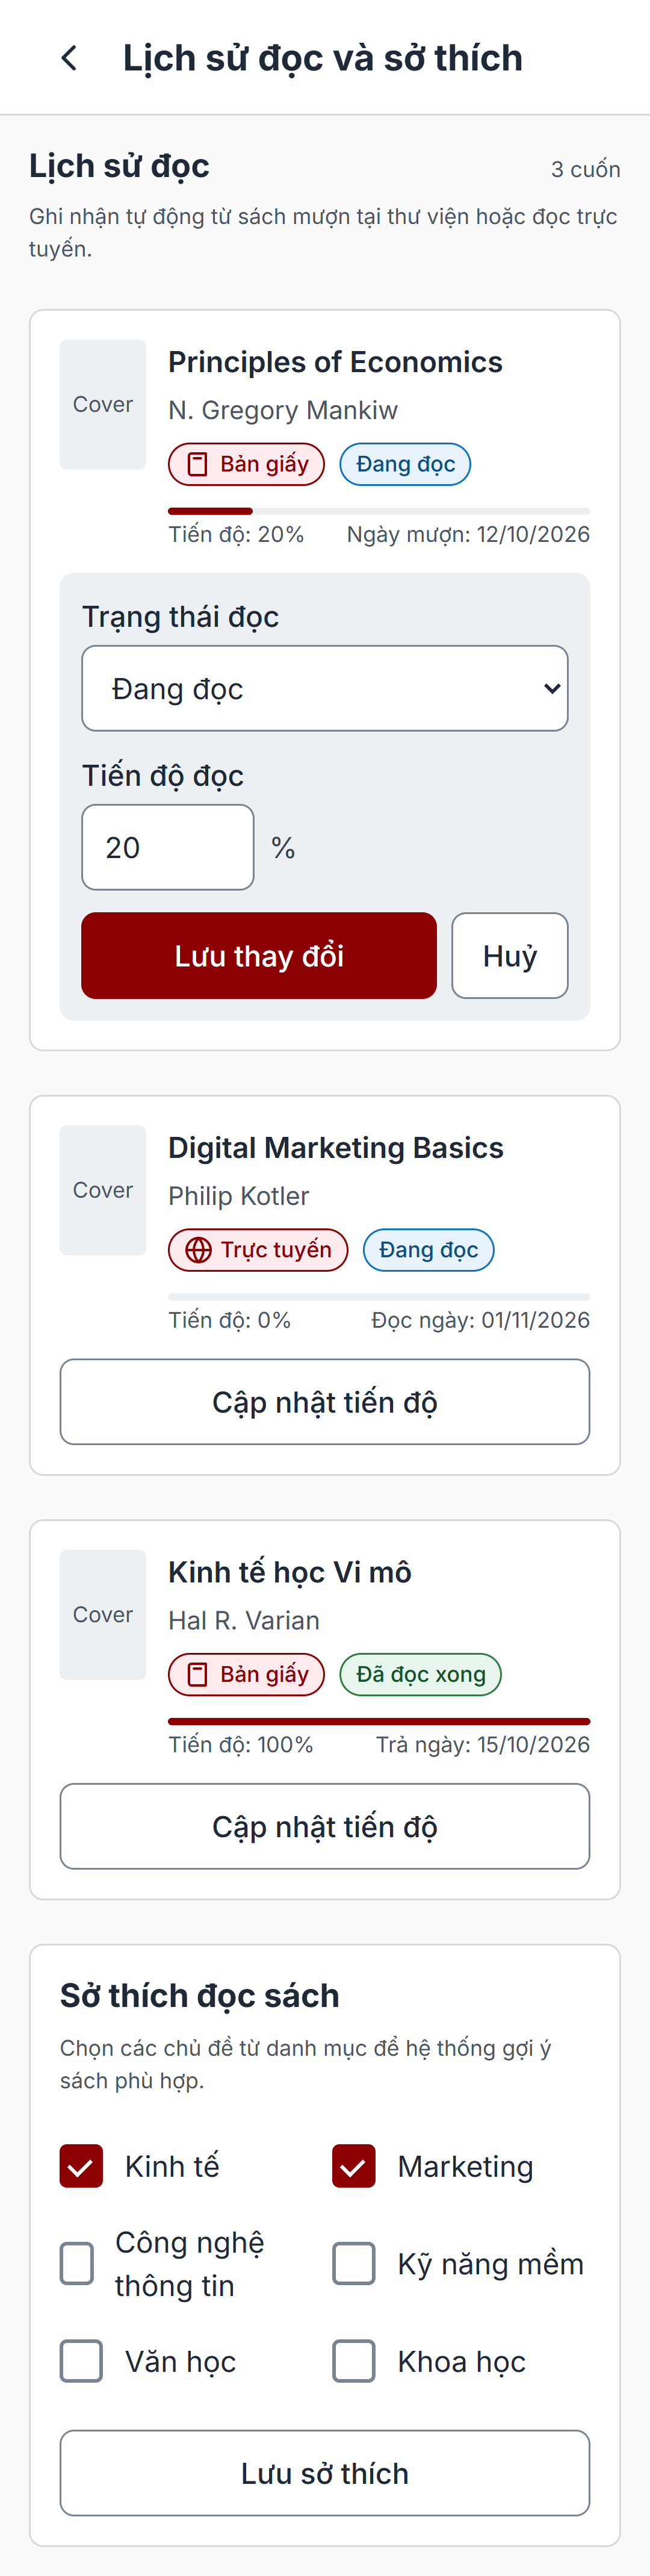 Lịch sử đọc và sở thích
Lịch sử đọc
3 cuốn
Ghi nhận tự động từ sách mượn tại thư viện hoặc đọc trực
tuyến.
Cover
Principles of Economics
N. Gregory Mankiw
Bản giấy
Đang đọc
Tiến độ: 20%
Ngày mượn: 12/10/2026
Trạng thái đọc
Đang đọc
Tiến độ đọc
20
%
Lưu thay đổi
Huỷ
Cover
Digital Marketing Basics
Philip Kotler
Trực tuyến
Đang đọc
Tiến độ: 0%
Đọc ngày: 01/11/2026
Cập nhật tiến độ
Cover
Kinh tế học Vi mô
Hal R. Varian
Bản giấy
Đã đọc xong
Tiến độ: 100%
Trả ngày: 15/10/2026
Cập nhật tiến độ
Sở thích đọc sách
Chọn các chủ đề từ danh mục để hệ thống gợi ý
sách phù hợp.
Kinh tế
Marketing
Công nghệ
thông tin
Kỹ năng mềm
Văn học
Khoa học
Lưu sở thích